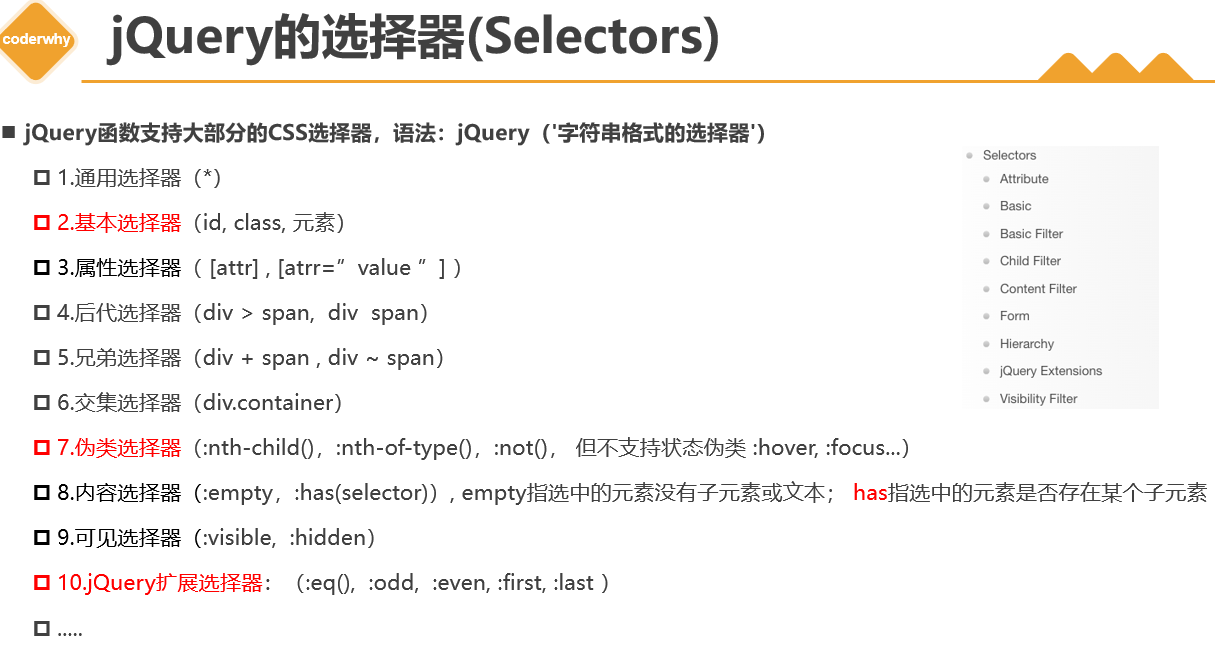 coderwhy
jQuery的选择器(Selectors)
■ jQuery函数支持大部分的CSS选择器，语法：jQuery（'字符串格式的选择器'）
1.通用选择器（*）
2.基本选择器（id, class, 元素）
3.属性选择器（ [attr] , [atrr=”value ”] ）
4.后代选择器（div > span，div  span）
5.兄弟选择器（div + span , div ~ span）
6.交集选择器（div.container）
7.伪类选择器（:nth-child()，:nth-of-type()，:not()， 但不支持状态伪类 :hover, :focus...）
8.内容选择器（:empty，:has(selector)）, empty指选中的元素没有子元素或文本； has指选中的元素是否存在某个子元素
9.可见选择器（:visible,  :hidden）
10.jQuery扩展选择器：（:eq(),  :odd,  :even, :first, :last ）
.....
Selectors
Attribute
Basic
Basic Filter
Child Filter
Content Filter
Form
Hierarchy
jQuery Extensions
Visibility Filter